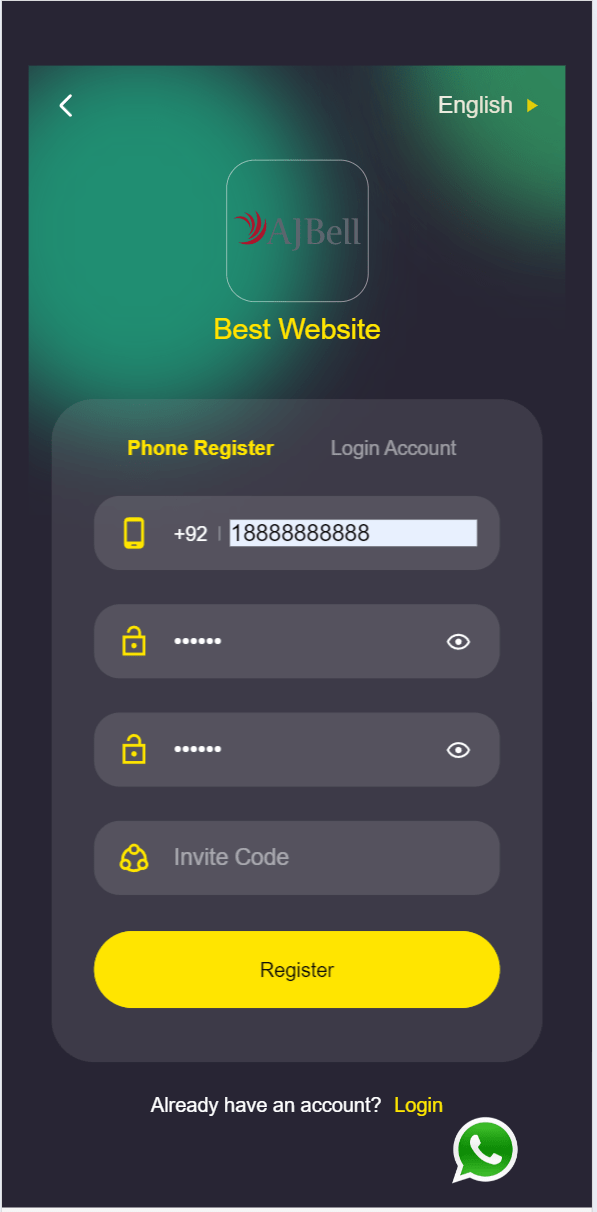 English
AJBell
Best Website
Phone Register Login Account
+92 18888888888
••••••
••••••
Invite Code
Register
Already have an account? Login